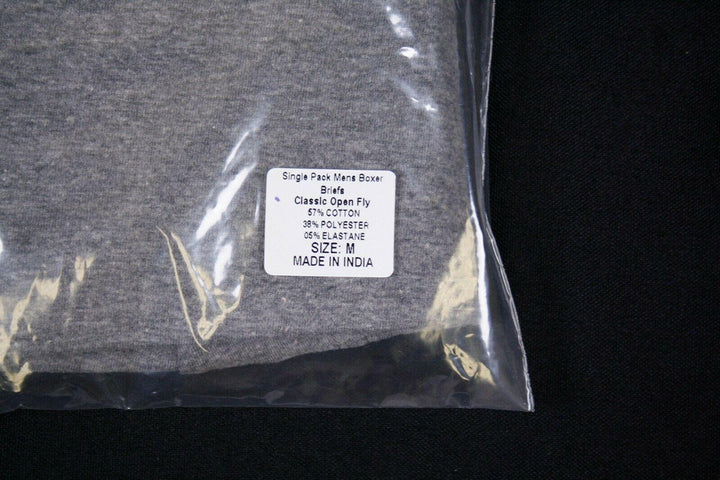 Single Pack Mens Boxer
Briefs
Classic Open Fly
57% COTTON
38% POLYESTER
05% ELASTANE
SIZE: M
MADE IN INDIA